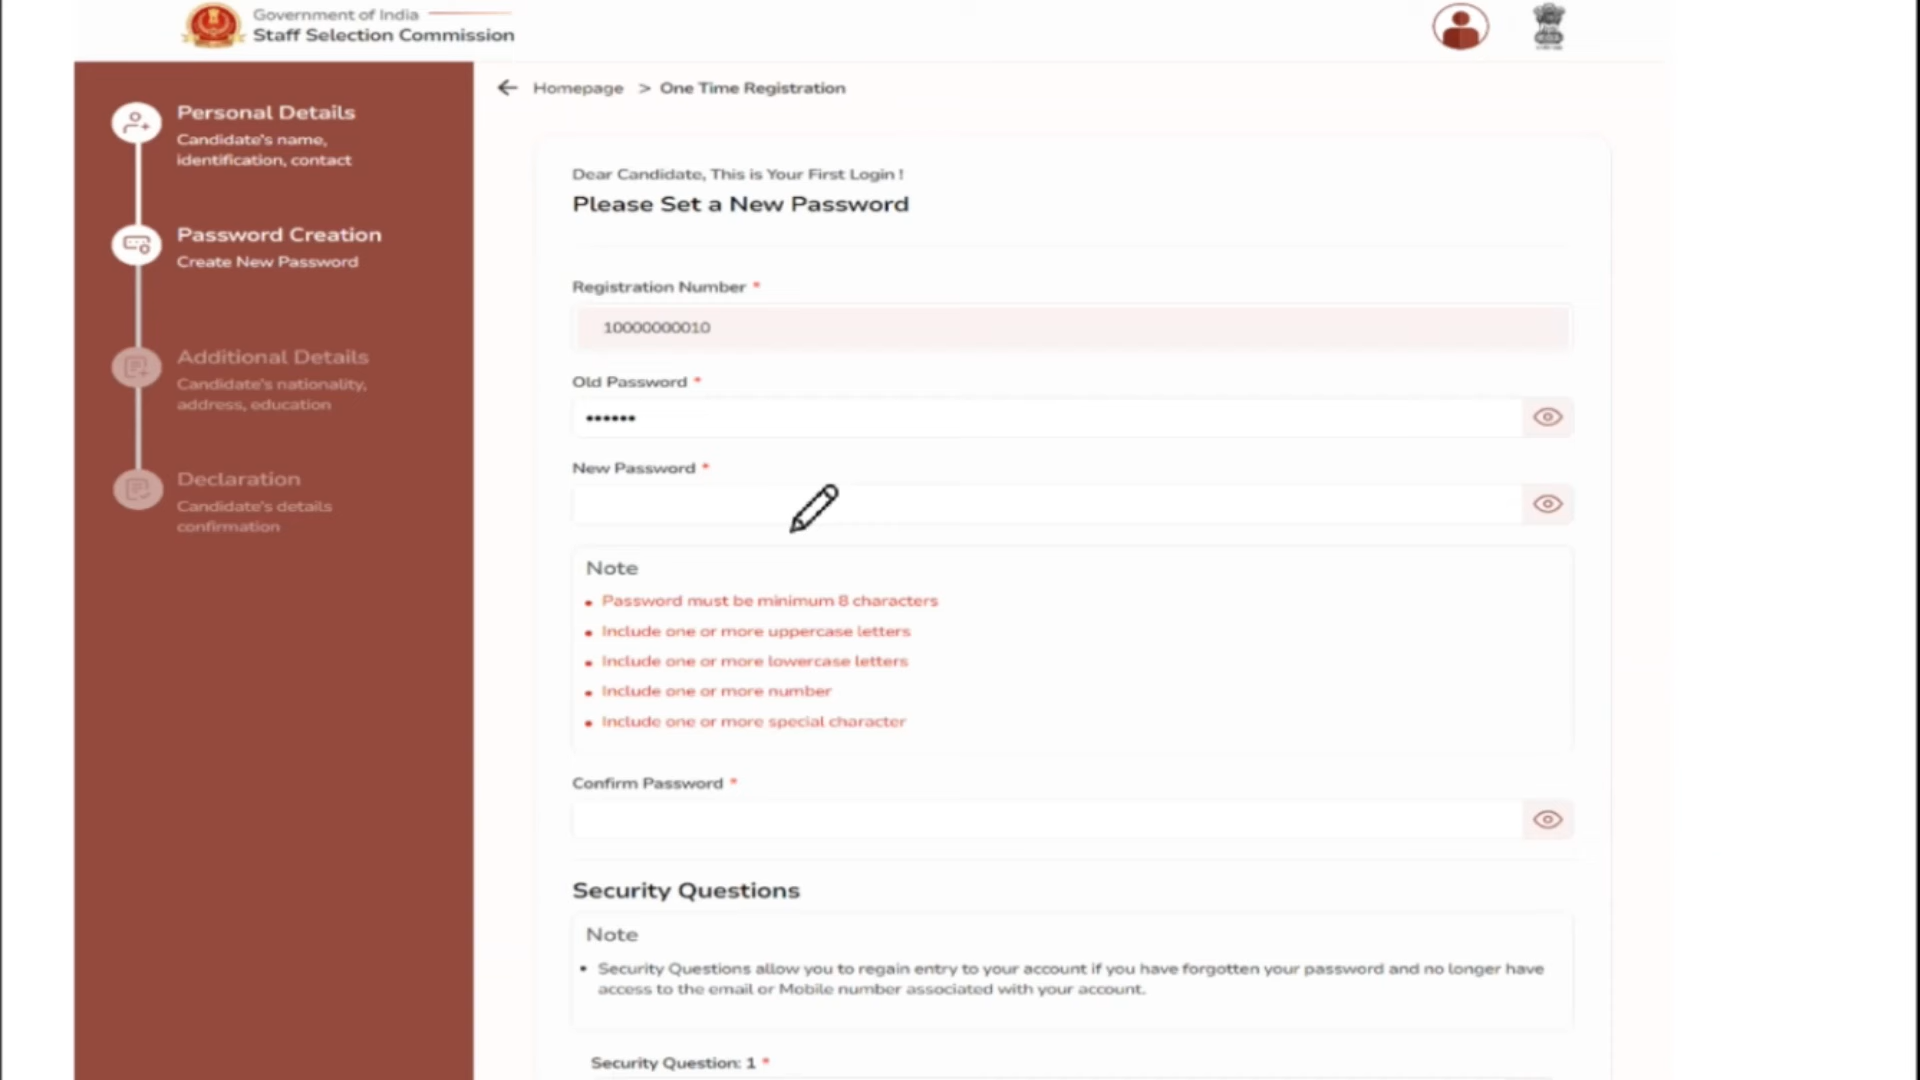 Government of India
Staff Selection Commission
Personal Details
Candidate's name,
identification, contact
Password Creation
Create New Password
Additional Details
Candidate's nationality,
address, education
Declaration
Candidate's details
confirmation
Homepage > One Time Registration
Dear Candidate, This is Your First Login !
Please Set a New Password
Registration Number *
10000000010
Old Password *
••••••
New Password *
Note
• Password must be minimum 8 characters
• Include one or more uppercase letters
• Include one or more lowercase letters
• Include one or more number
• Include one or more special character
Confirm Password *
Security Questions
Note
• Security Questions allow you to regain entry to your account if you have forgotten your password and no longer have
access to the email or Mobile number associated with your account.
Security Question: 1 *